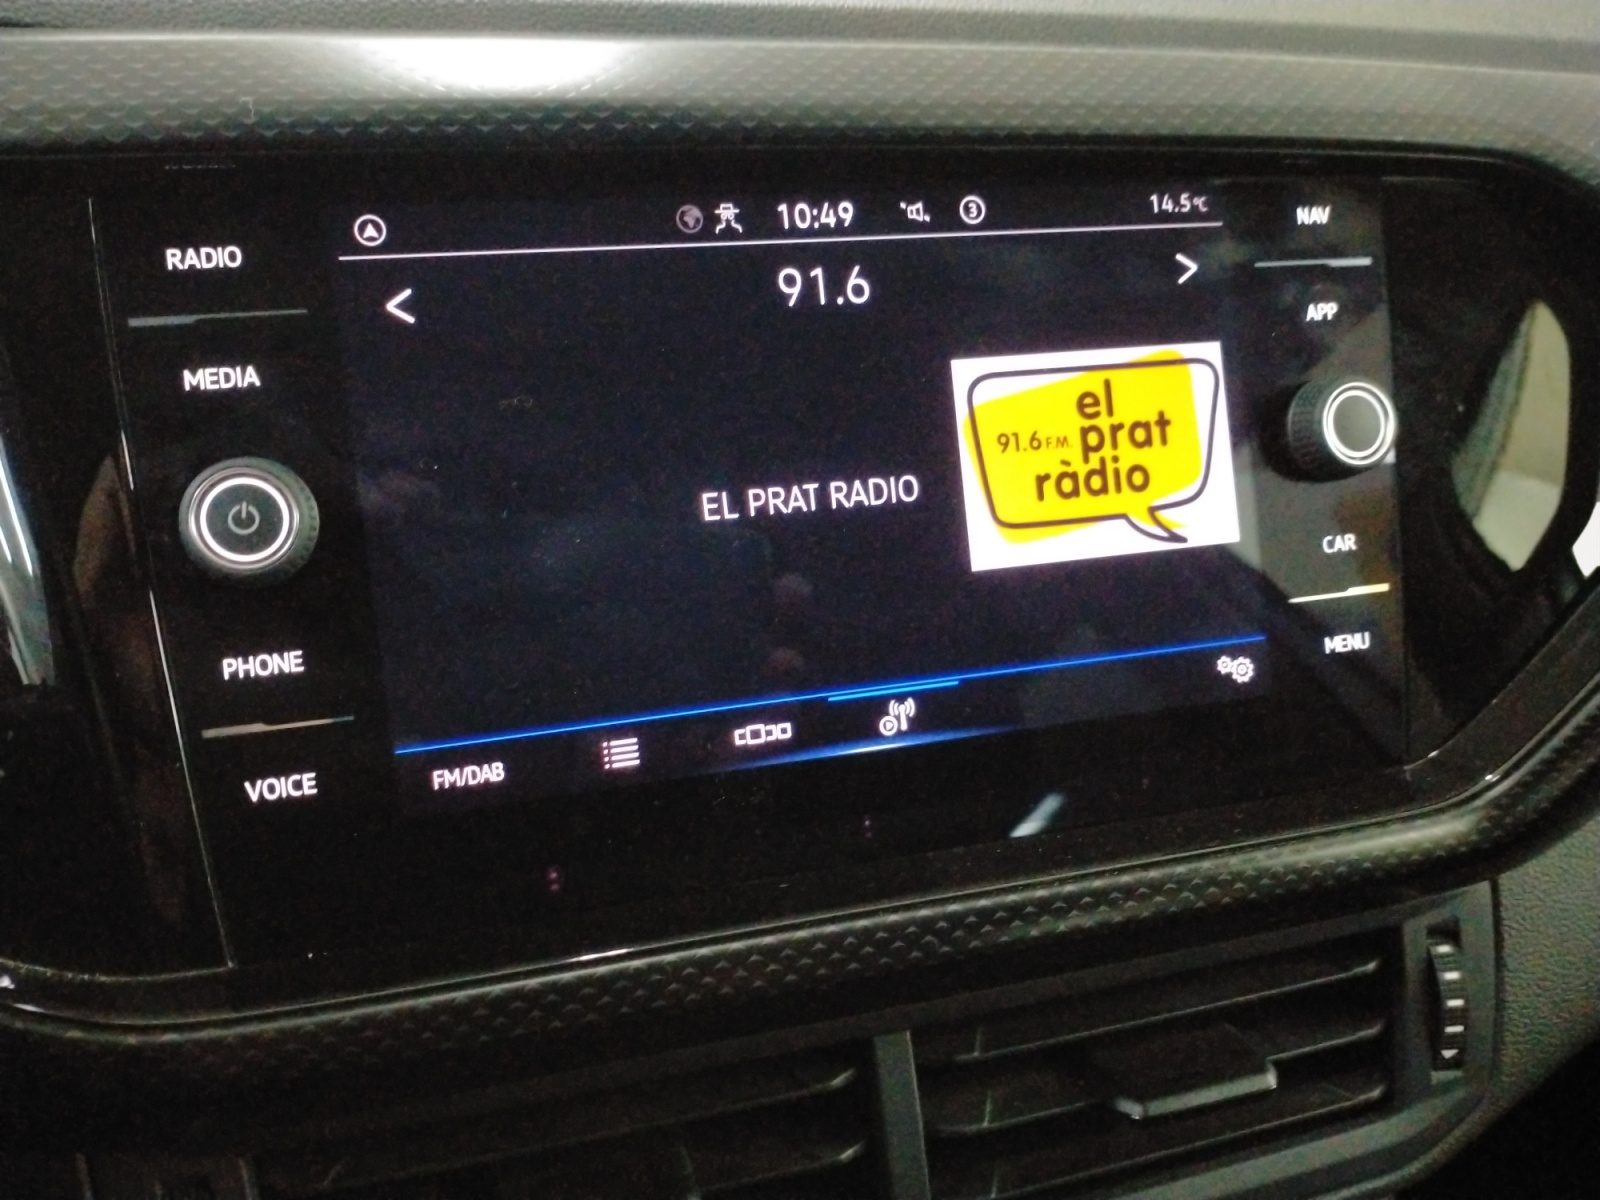 10:49
3
14.5°C
NAV
RADIO
91.6
APP
MEDIA
el
91.6 F.M. prat
ràdio
EL PRAT RADIO
CAR
PHONE
MENU
VOICE
FM/DAB